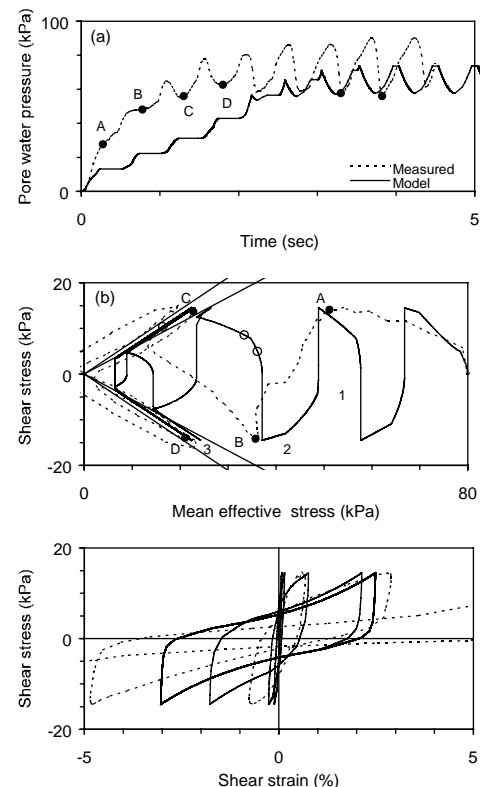 100
(a)
B
A
C
D
Pore water pressure (kPa)
Measured
Model
0
0
5
Time (sec)
20
(b)
C
A
Shear stress (kPa)
0
1
B
D
3
2
-20
0
80
Mean effective stress (kPa)
20
Shear stress (kPa)
0
-20
-5
0
5
Shear strain (%)